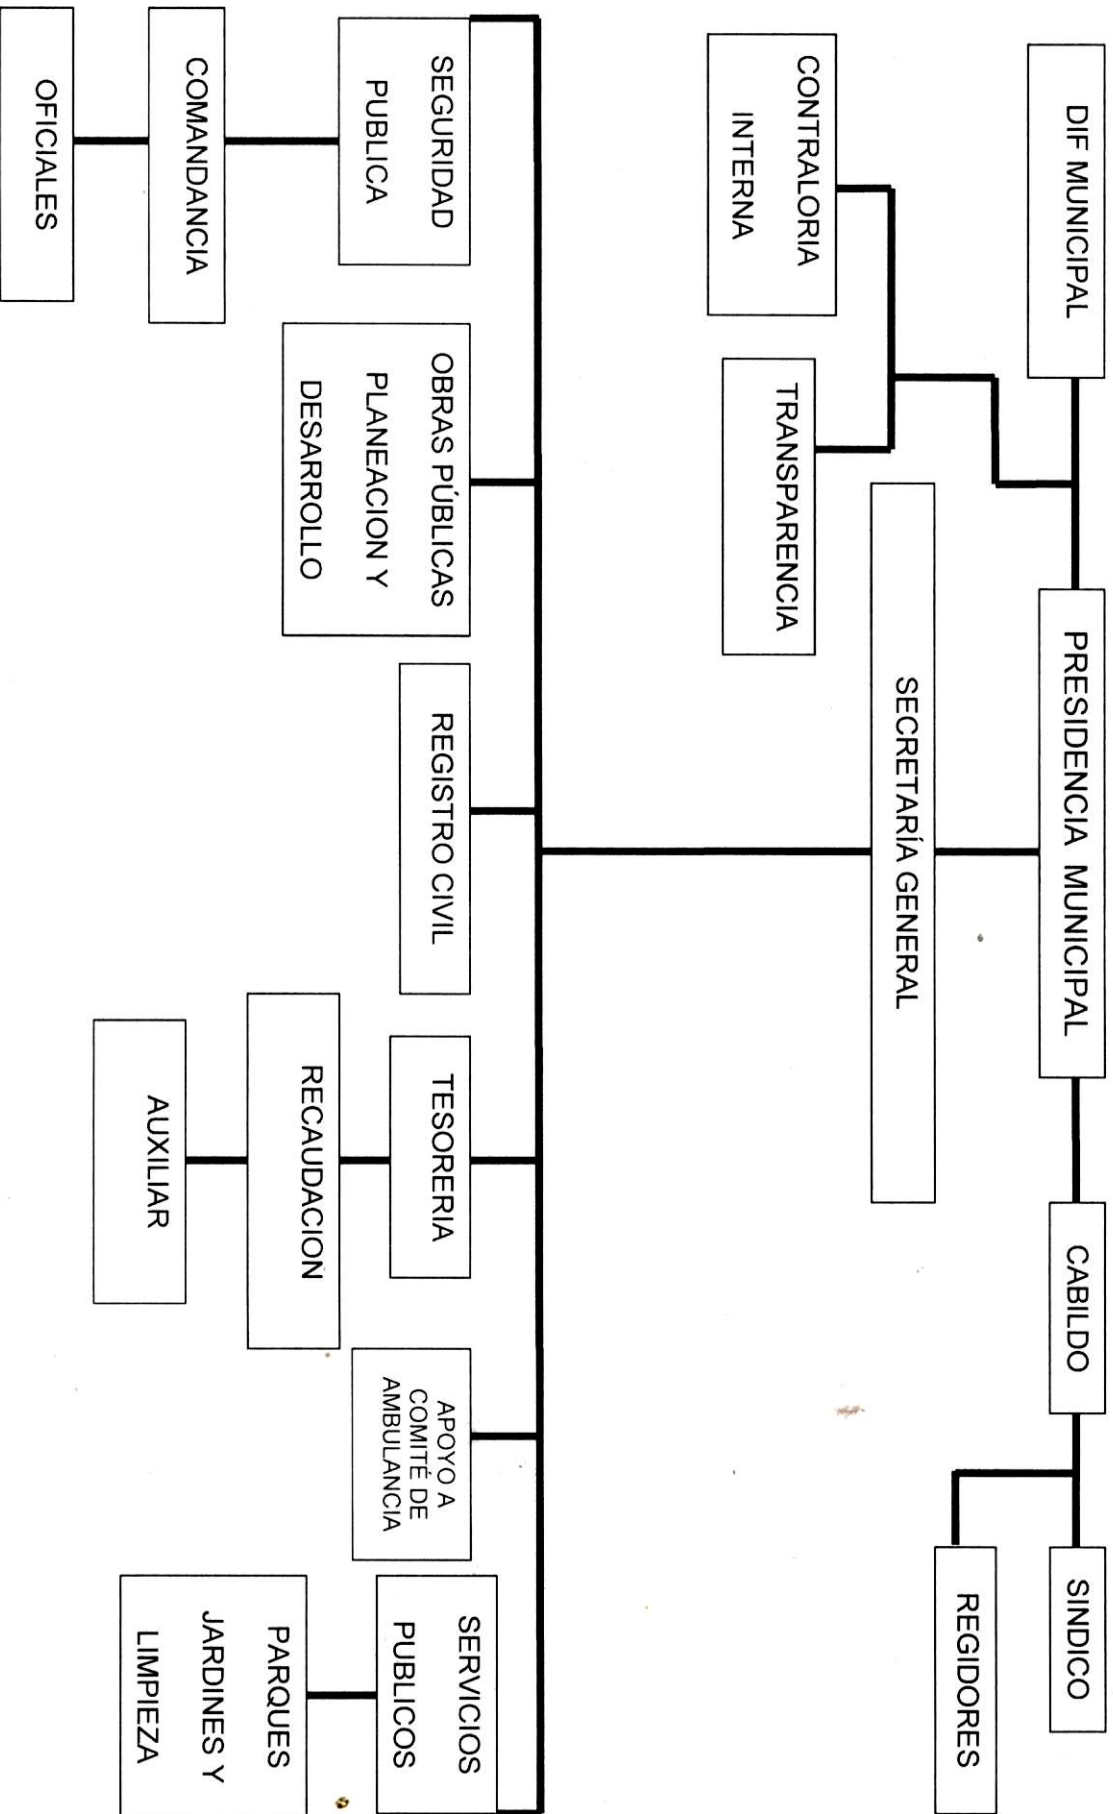 DIF MUNICIPAL
PRESIDENCIA MUNICIPAL
CABILDO
SINDICO
REGIDORES
SECRETARÍA GENERAL
CONTRALORIA
INTERNA
TRANSPARENCIA
SEGURIDAD
PUBLICA
COMANDANCIA
OFICIALES
OBRAS PÚBLICAS
PLANEACION Y
DESARROLLO
REGISTRO CIVIL
TESORERIA
RECAUDACION
AUXILIAR
APOYO A
COMITÉ DE
AMBULANCIA
SERVICIOS
PUBLICOS
PARQUES
JARDINES Y
LIMPIEZA